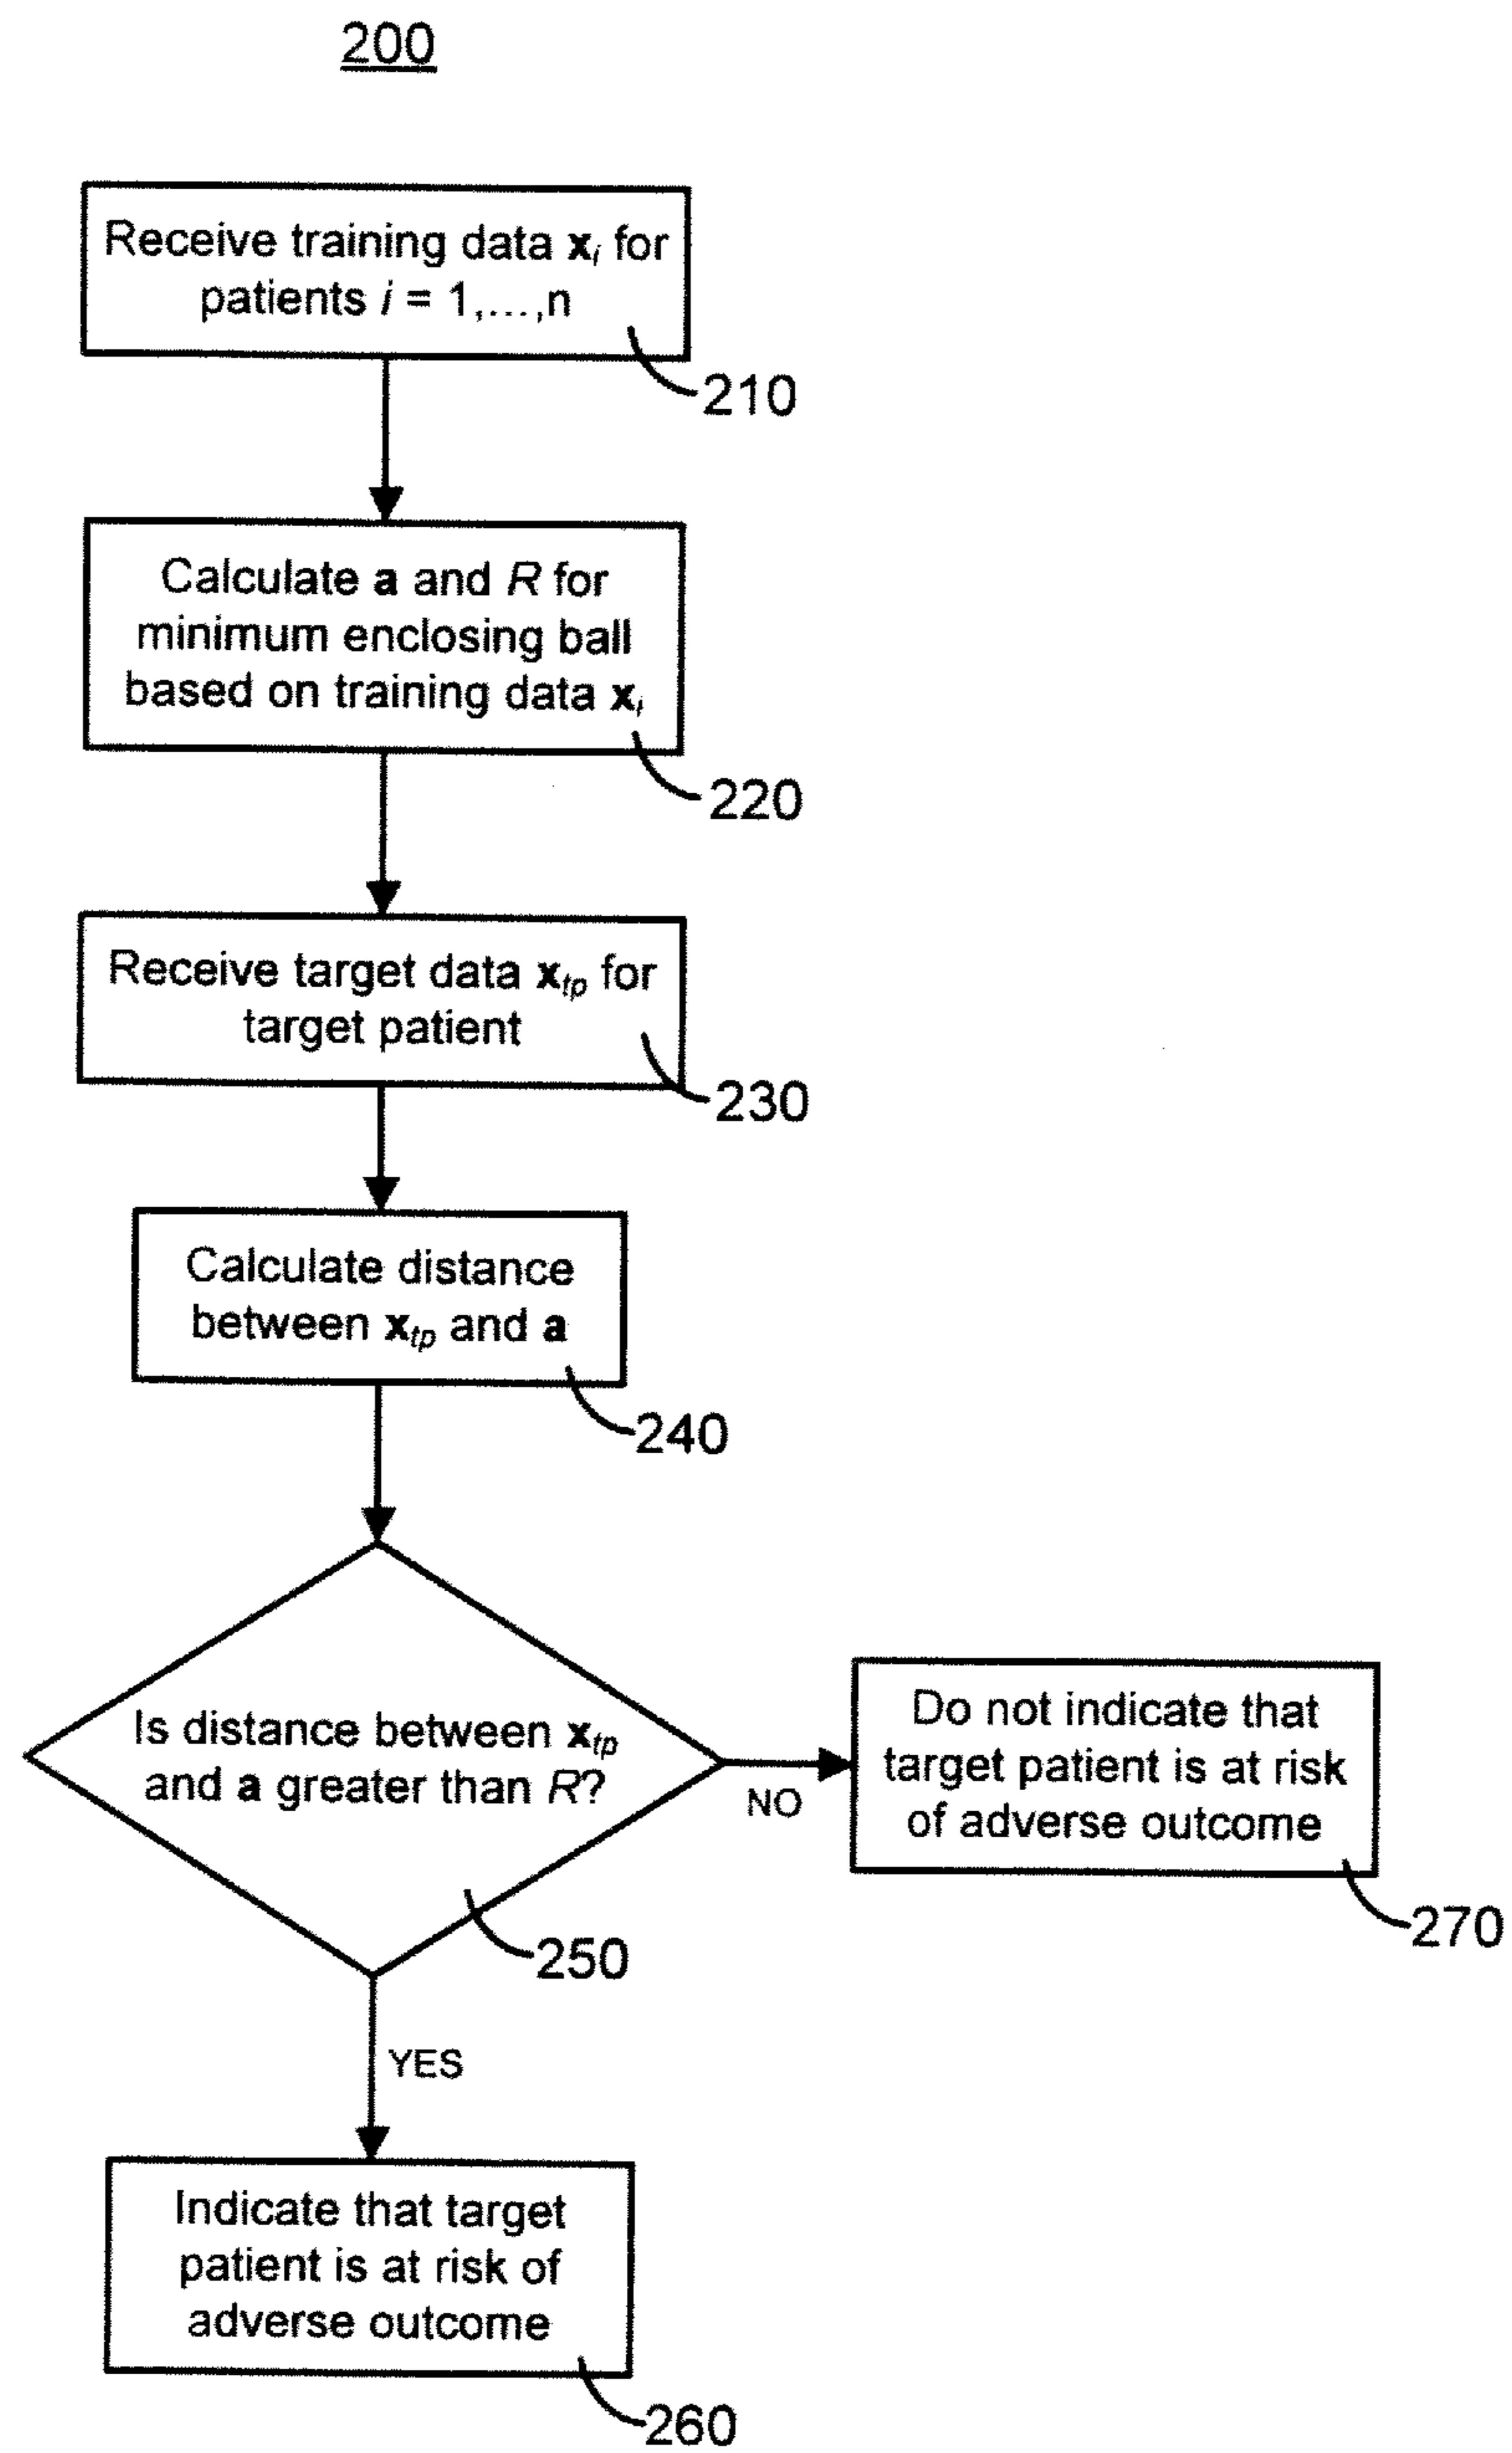 200
Receive training data xᵢ for
patients i = 1,...,n
210
Calculate a and R for
minimum enclosing ball
based on training data xᵢ
220
Receive target data xₜₚ for
target patient
230
Calculate distance
between xₜₚ and a
240
Is distance between xₜₚ
and a greater than R?
250
NO
Do not indicate that
target patient is at risk
of adverse outcome
270
YES
Indicate that target
patient is at risk of
adverse outcome
260